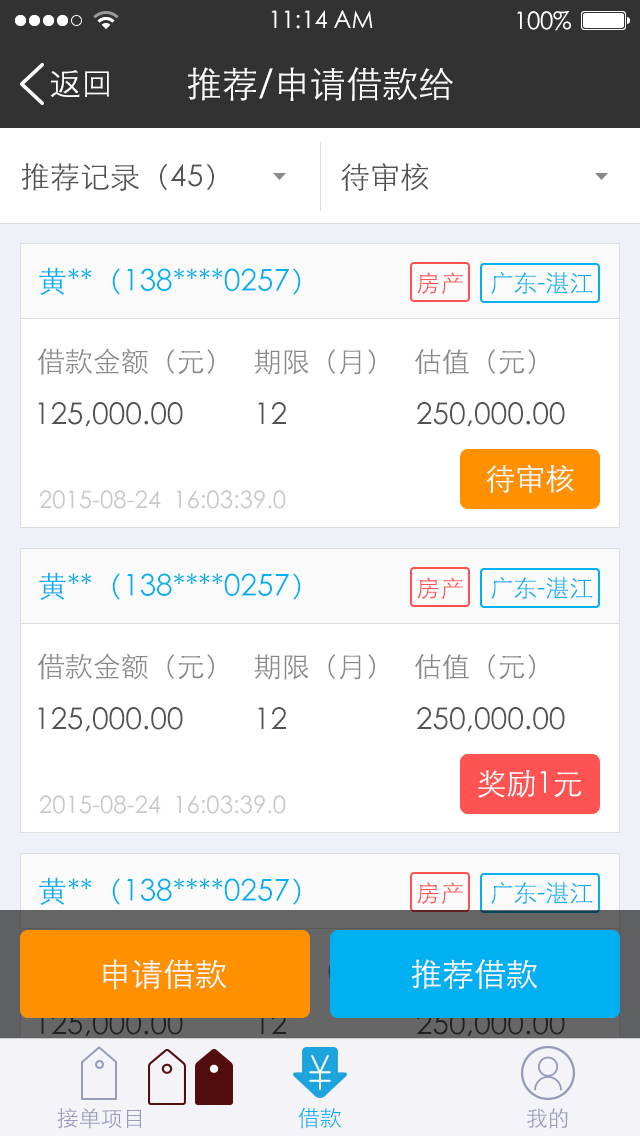 11:14 AM 100%
返回 推荐/申请借款给
推荐记录（45） 待审核
黄**（138****0257） 房产 广东-湛江
借款金额（元） 期限（月） 估值（元）
125,000.00 12 250,000.00
待审核
2015-08-24 16:03:39.0
黄**（138****0257） 房产 广东-湛江
借款金额（元） 期限（月） 估值（元）
125,000.00 12 250,000.00
奖励1元
2015-08-24 16:03:39.0
黄**（138****0257） 房产 广东-湛江
申请借款 推荐借款
125,000.00 12 250,000.00
接单项目 借款 我的